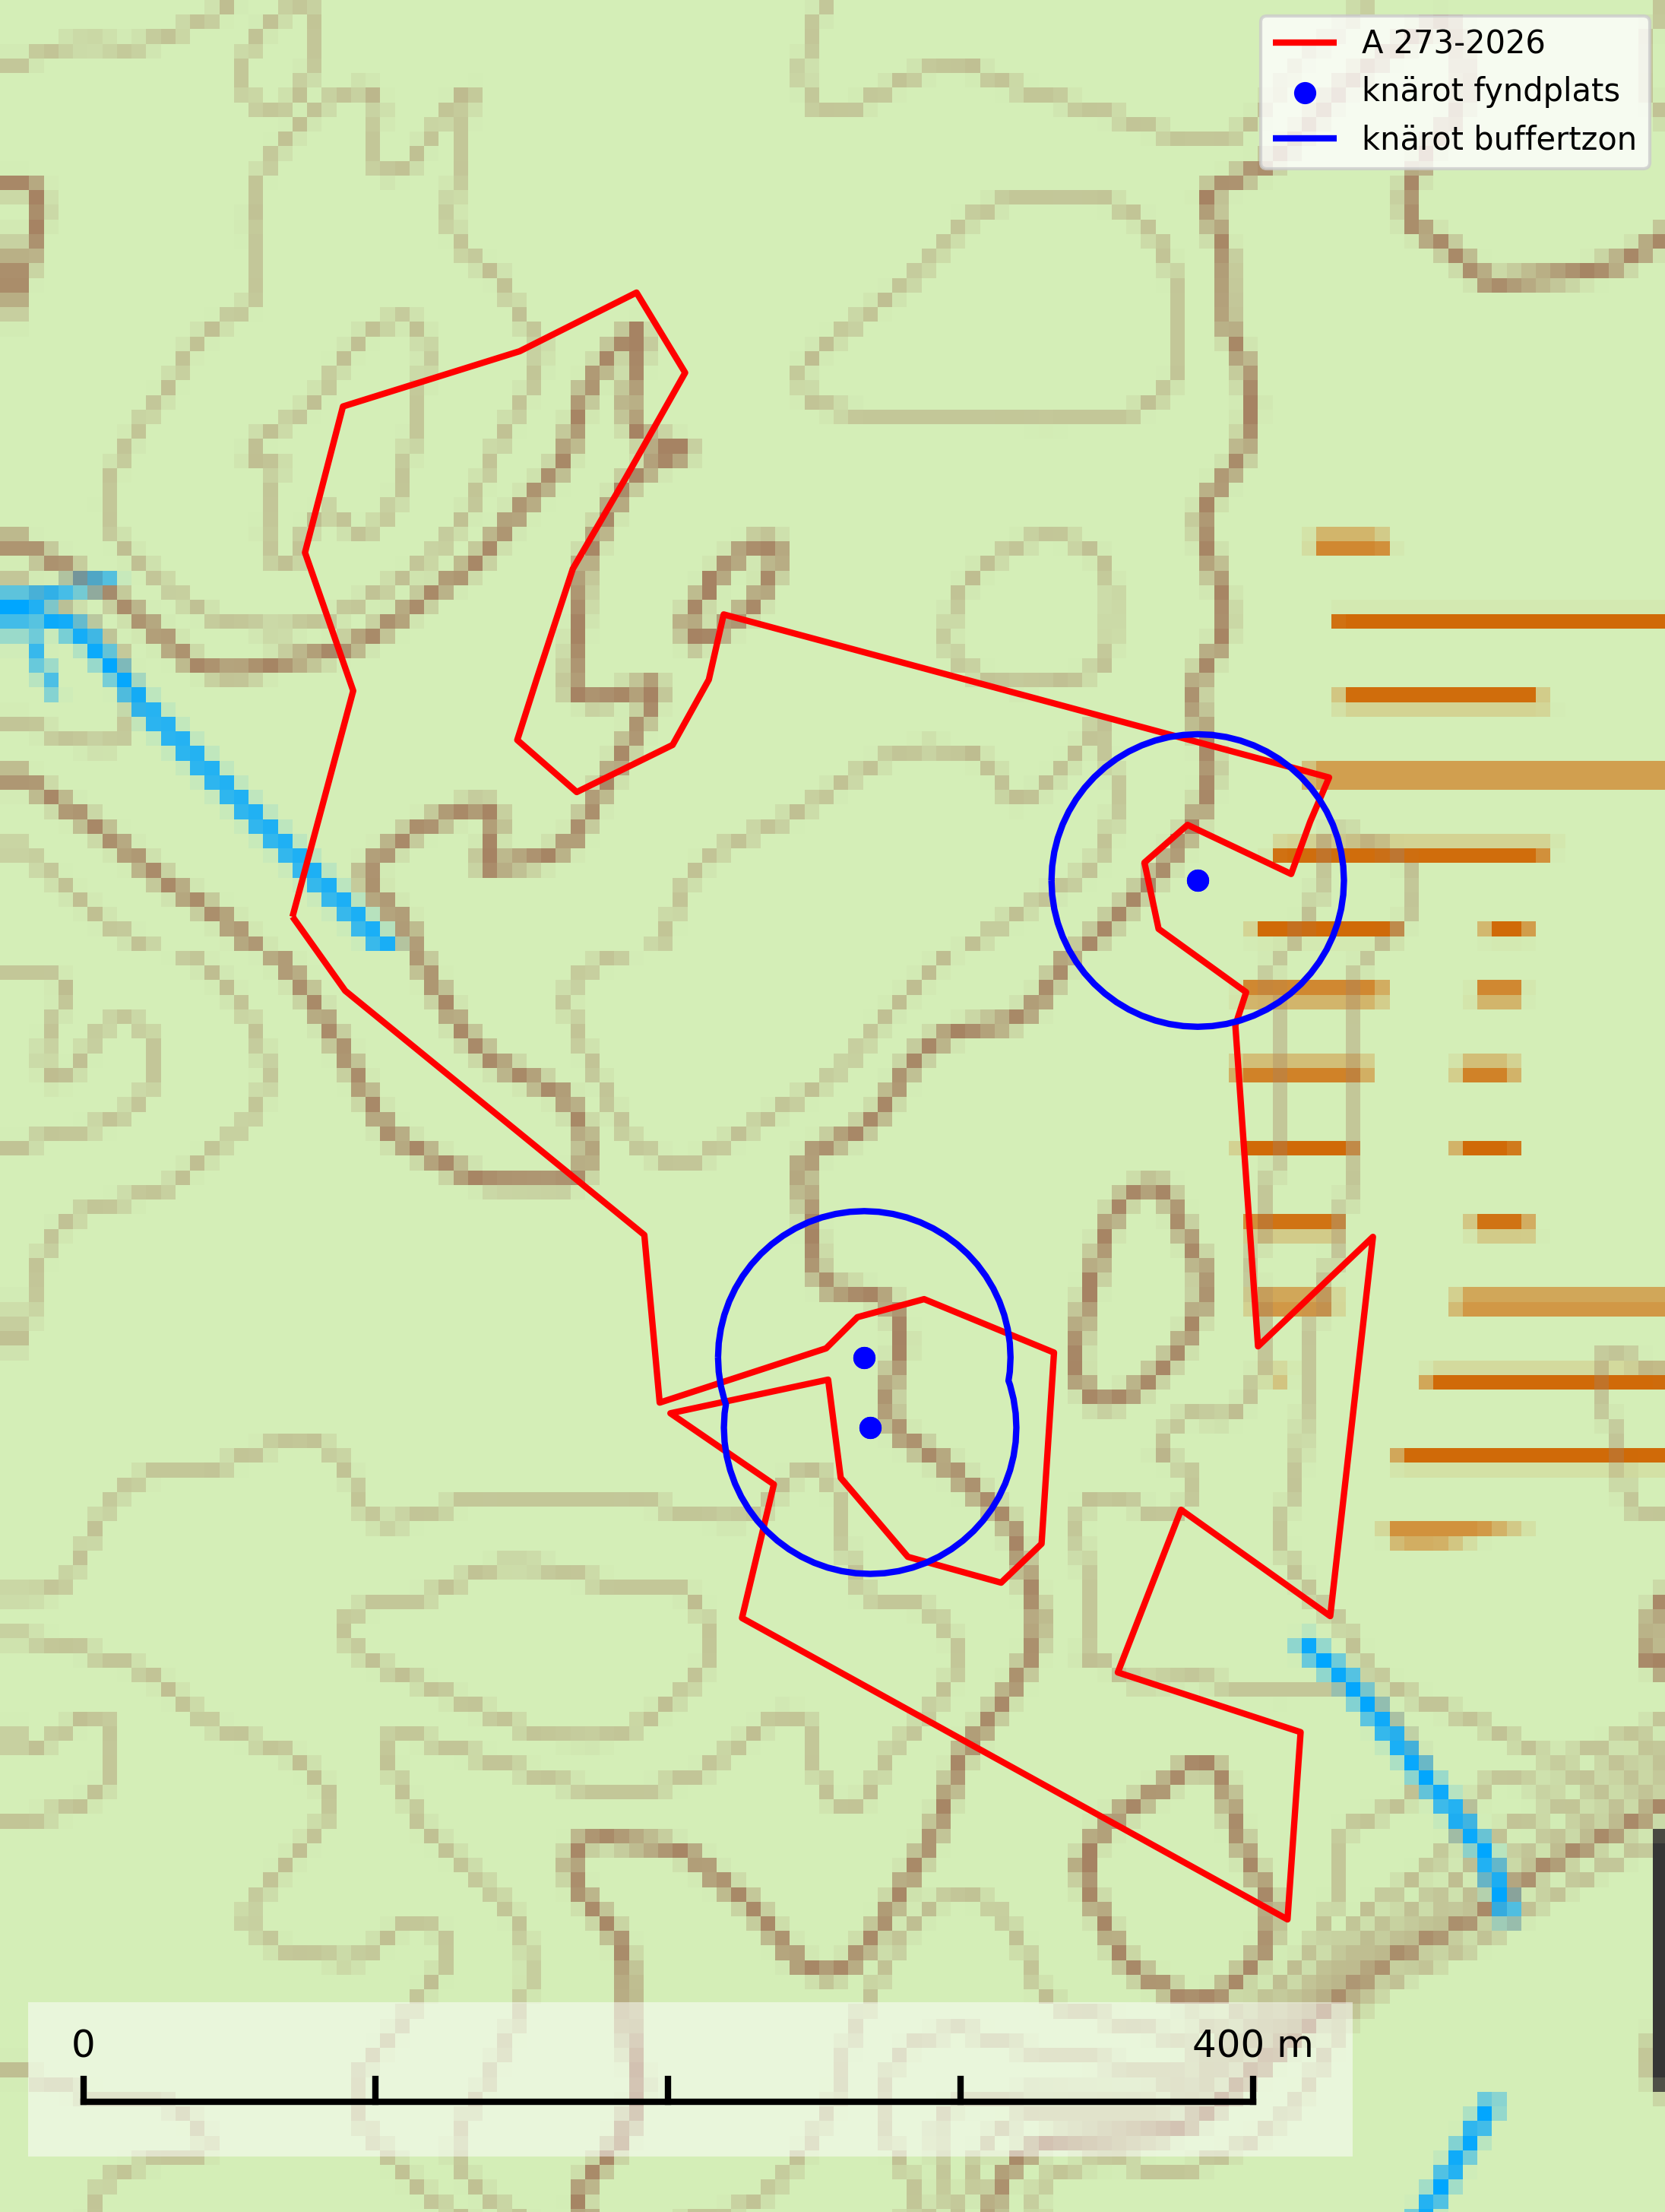 A 273-2026
knärot fyndplats
knärot buffertzon
0 400 m